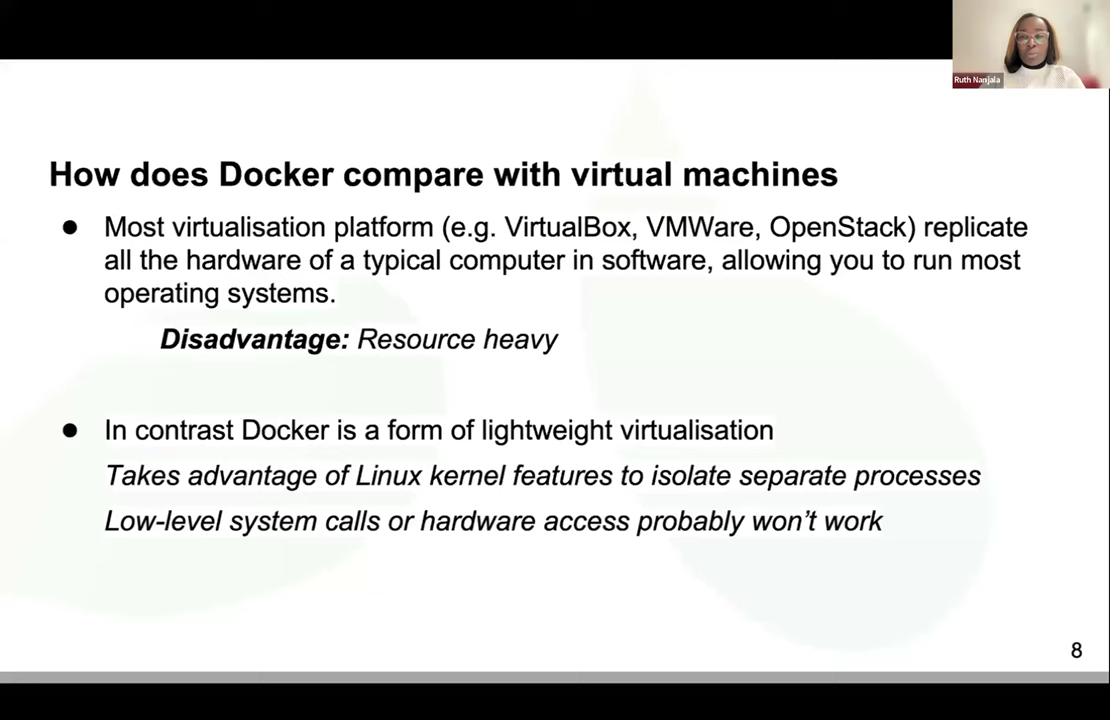 Ruth Nanjala
How does Docker compare with virtual machines
● Most virtualisation platform (e.g. VirtualBox, VMWare, OpenStack) replicate
all the hardware of a typical computer in software, allowing you to run most
operating systems.
Disadvantage: Resource heavy
● In contrast Docker is a form of lightweight virtualisation
Takes advantage of Linux kernel features to isolate separate processes
Low-level system calls or hardware access probably won't work
8